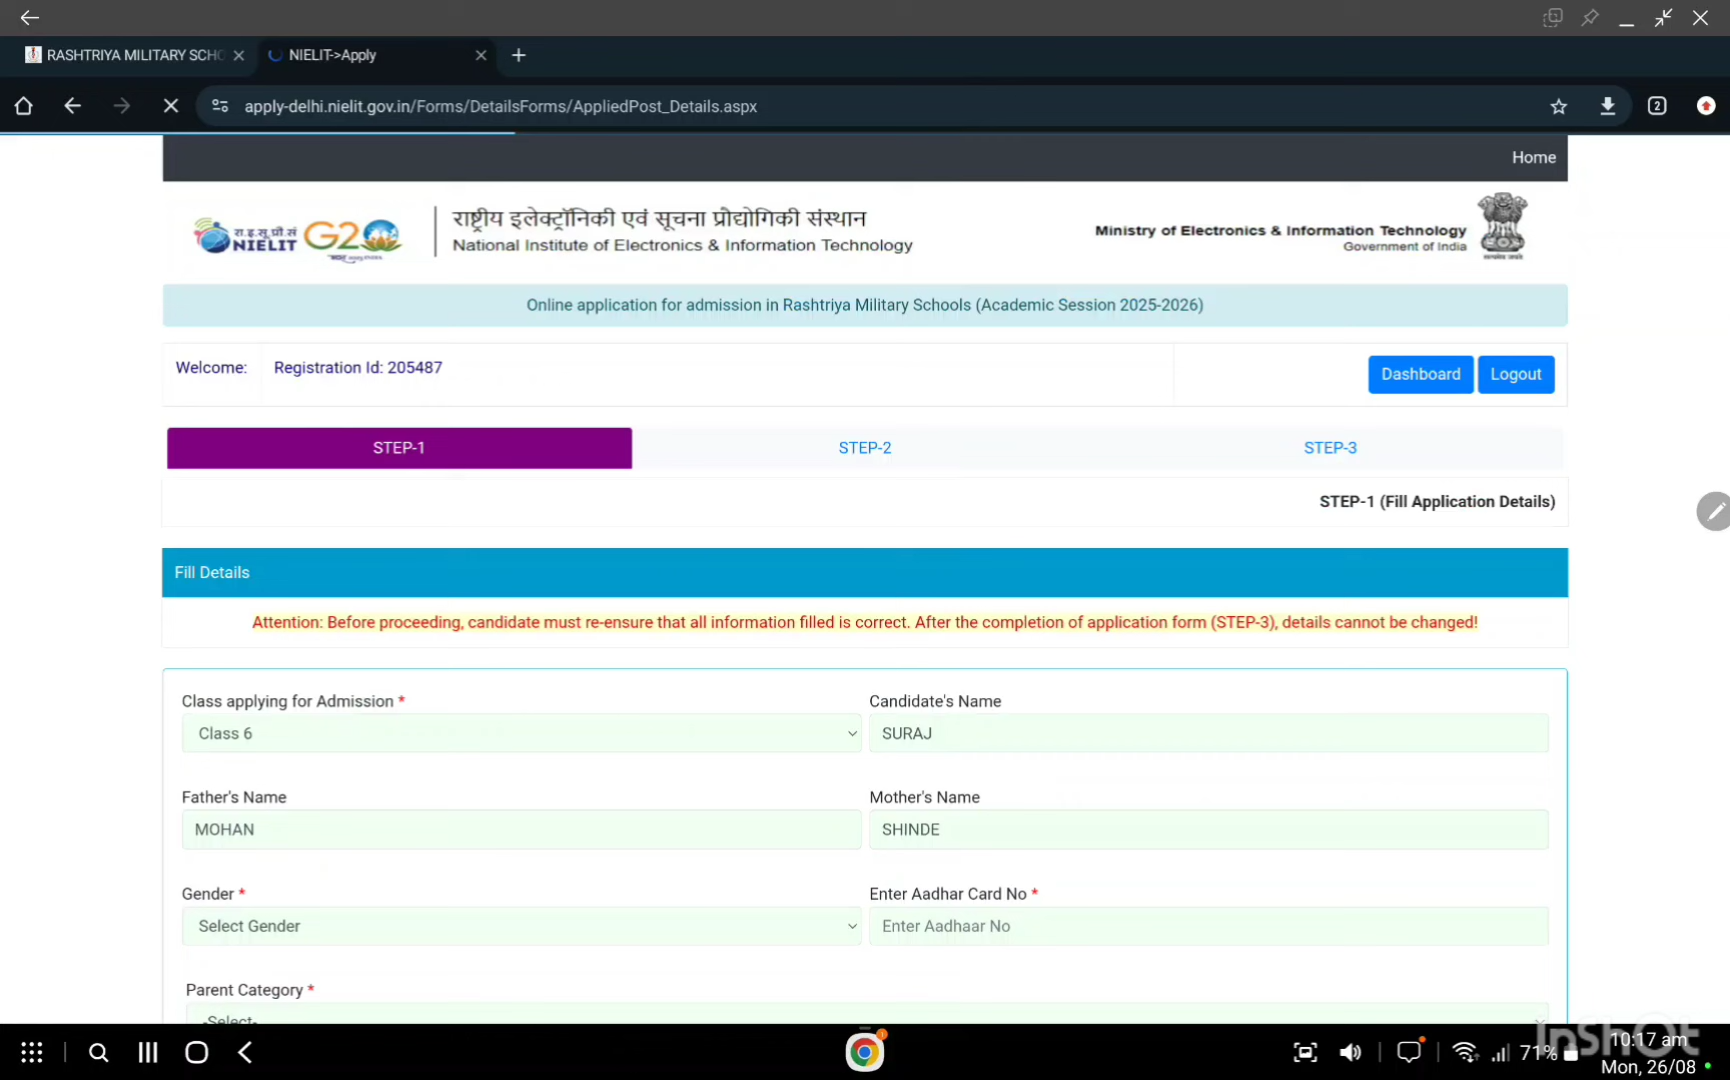 RASHTRIYA MILITARY SCHO
NIELIT->Apply
apply-delhi.nielit.gov.in/Forms/DetailsForms/AppliedPost_Details.aspx
2
Home
रा.इ.सू.प्रौ.सं
NIELIT G20
राष्ट्रीय इलेक्ट्रॉनिकी एवं सूचना प्रौद्योगिकी संस्थान
National Institute of Electronics & Information Technology
Ministry of Electronics & Information Technology
Government of India
Online application for admission in Rashtriya Military Schools (Academic Session 2025-2026)
Welcome: Registration Id: 205487
Dashboard Logout
STEP-1 STEP-2 STEP-3
STEP-1 (Fill Application Details)
Fill Details
Attention: Before proceeding, candidate must re-ensure that all information filled is correct. After the completion of application form (STEP-3), details cannot be changed!
Class applying for Admission * Candidate's Name
Class 6 SURAJ
Father's Name Mother's Name
MOHAN SHINDE
Gender * Enter Aadhar Card No *
Select Gender Enter Aadhaar No
Parent Category *
-Select-
InShOt
71% 10:17 am
Mon, 26/08